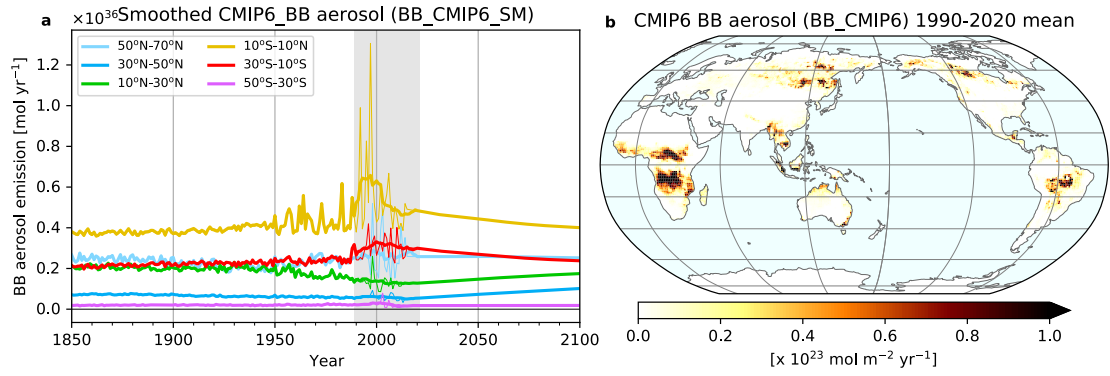 a ×10³⁶ Smoothed CMIP6_BB aerosol (BB_CMIP6_SM)
50°N-70°N
30°N-50°N
10°N-30°N
10°S-10°N
30°S-10°S
50°S-30°S
BB aerosol emission [mol yr⁻¹]
1.2
1.0
0.8
0.6
0.4
0.2
0.0
1850 1900 1950 2000 2050 2100
Year
b CMIP6 BB aerosol (BB_CMIP6) 1990-2020 mean
0.0 0.2 0.4 0.6 0.8 1.0
[x 10²³ mol m⁻² yr⁻¹]